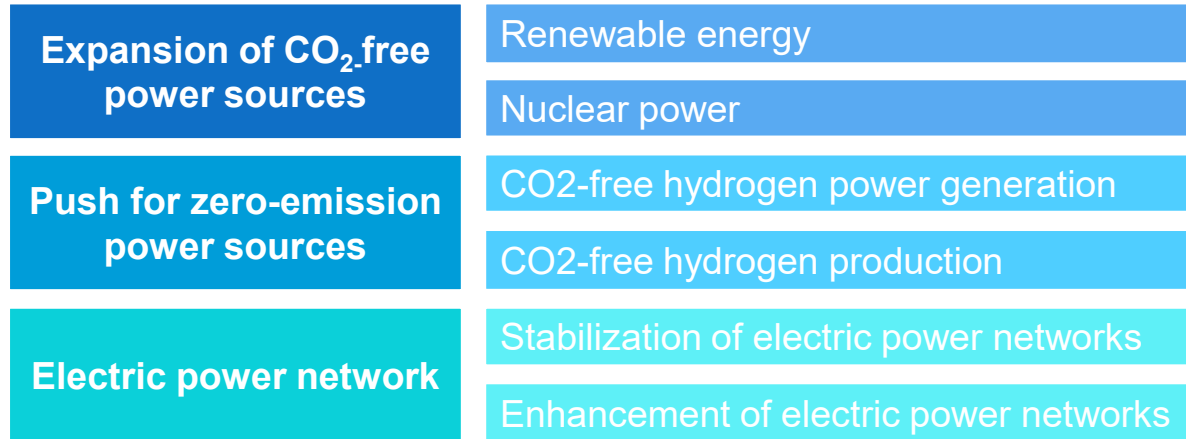 Expansion of CO₂-free
power sources
Renewable energy
Nuclear power
Push for zero-emission
power sources
CO2-free hydrogen power generation
CO2-free hydrogen production
Electric power network
Stabilization of electric power networks
Enhancement of electric power networks